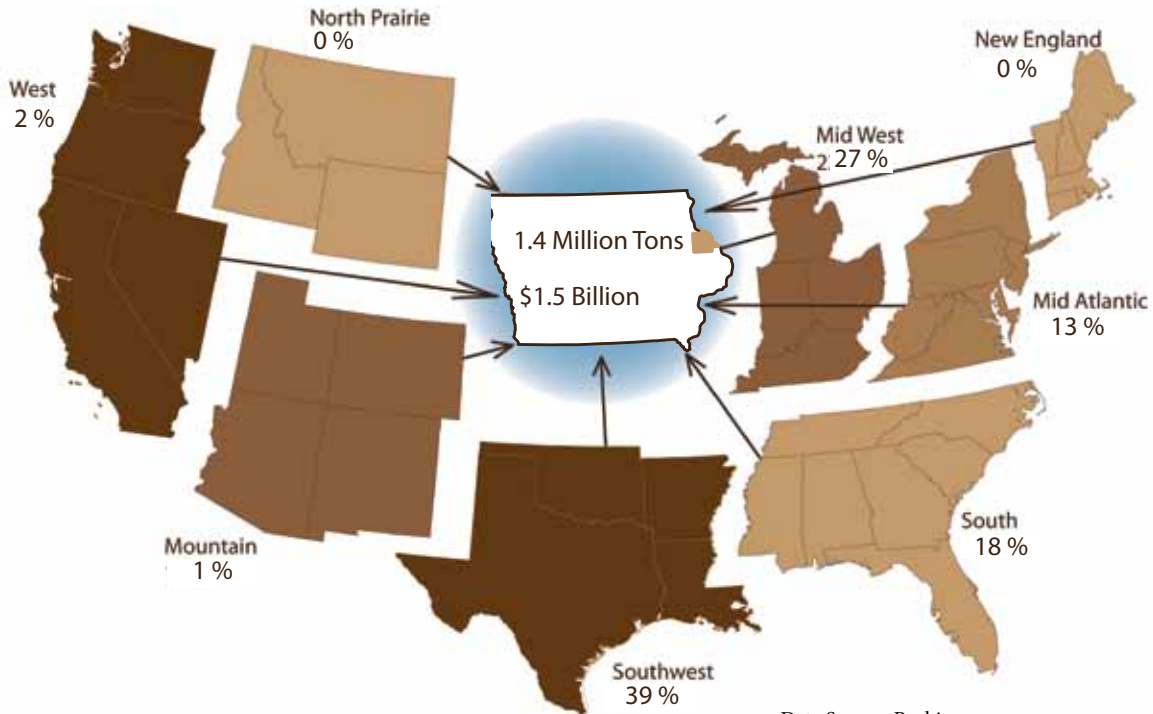 North Prairie
0 %
New England
0 %
West
2 %
Mid West
2 27 %
1.4 Million Tons
$1.5 Billion
Mid Atlantic
13 %
South
18 %
Mountain
1 %
Southwest
39 %